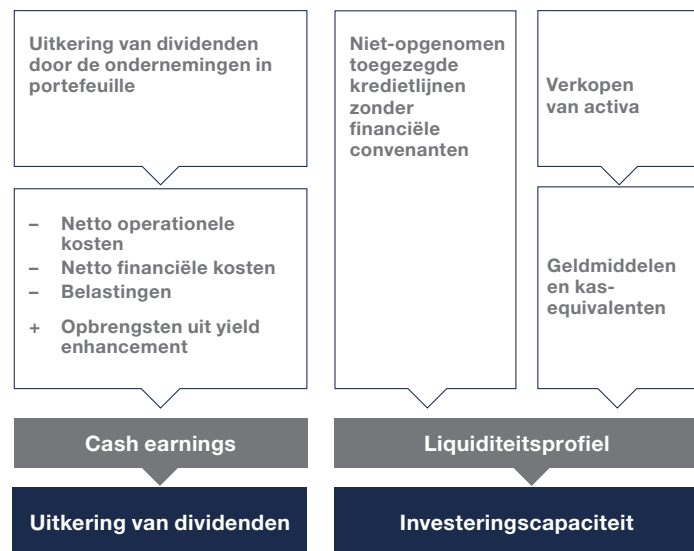 Uitkering van dividenden
door de ondernemingen in
portefeuille
– Netto operationele
kosten
– Netto financiële kosten
– Belastingen
+ Opbrengsten uit yield
enhancement
Cash earnings
Uitkering van dividenden
Niet-opgenomen
toegezegde
kredietlijnen
zonder
financiële
convenanten
Verkopen
van activa
Geldmiddelen
en kas-
equivalenten
Liquiditeitsprofiel
Investeringscapaciteit